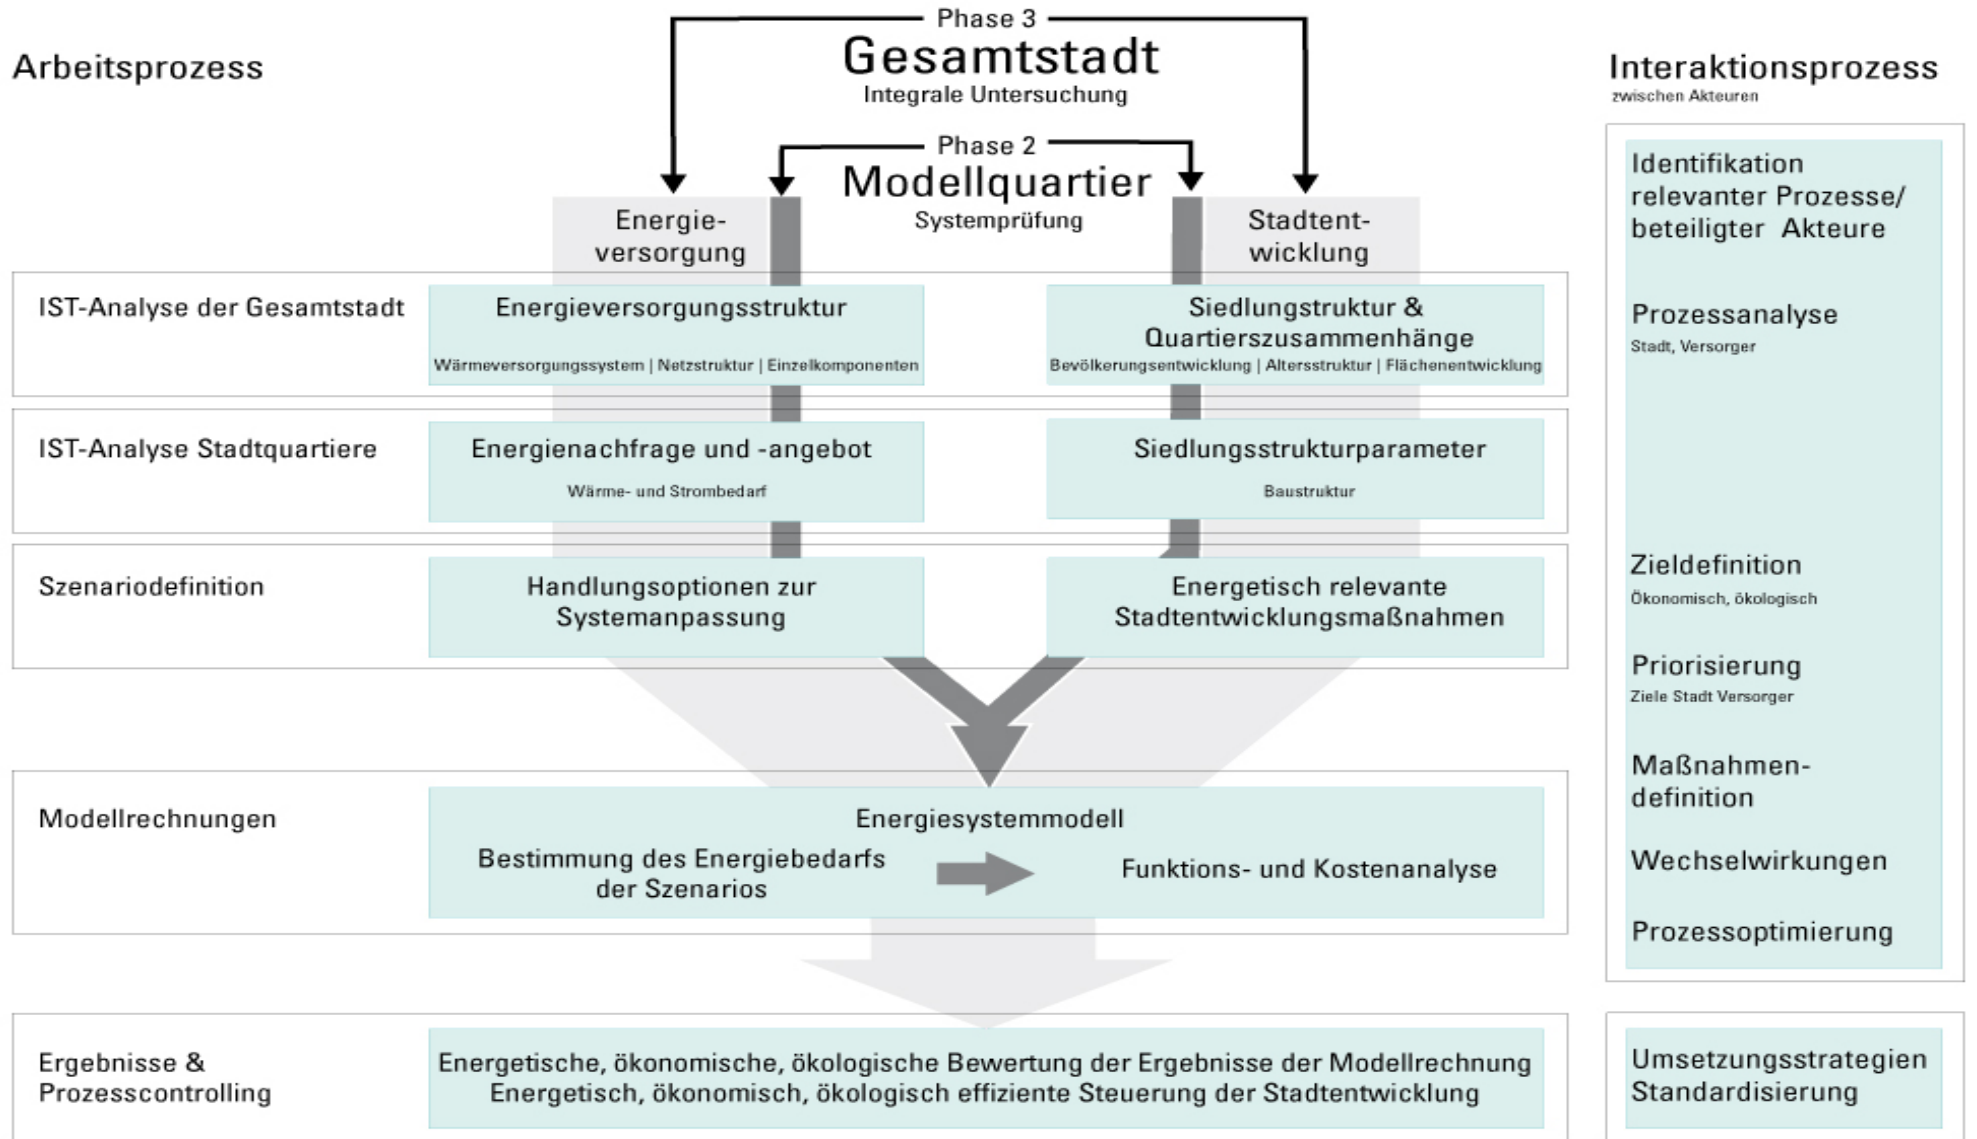 Arbeitsprozess
Phase 3
Gesamtstadt
Integrale Untersuchung
Phase 2
Modellquartier
Systemprüfung
Energie-
versorgung
Stadtent-
wicklung
IST-Analyse der Gesamtstadt
Energieversorgungsstruktur
Wärmeversorgungssystem | Netzstruktur | Einzelkomponenten
Siedlungstruktur &
Quartierszusammenhänge
Bevölkerungsentwicklung | Altersstruktur | Flächenentwicklung
IST-Analyse Stadtquartiere
Energienachfrage und -angebot
Wärme- und Strombedarf
Siedlungsstrukturparameter
Baustruktur
Szenariodefinition
Handlungsoptionen zur
Systemanpassung
Energetisch relevante
Stadtentwicklungsmaßnahmen
Modellrechnungen
Energiesystemmodell
Bestimmung des Energiebedarfs
der Szenarios
Funktions- und Kostenanalyse
Ergebnisse &
Prozesscontrolling
Energetische, ökonomische, ökologische Bewertung der Ergebnisse der Modellrechnung
Energetisch, ökonomisch, ökologisch effiziente Steuerung der Stadtentwicklung
Interaktionsprozess
zwischen Akteuren
Identifikation
relevanter Prozesse/
beteiligter Akteure
Prozessanalyse
Stadt, Versorger
Zieldefinition
Ökonomisch, ökologisch
Priorisierung
Ziele Stadt Versorger
Maßnahmen-
definition
Wechselwirkungen
Prozessoptimierung
Umsetzungsstrategien
Standardisierung